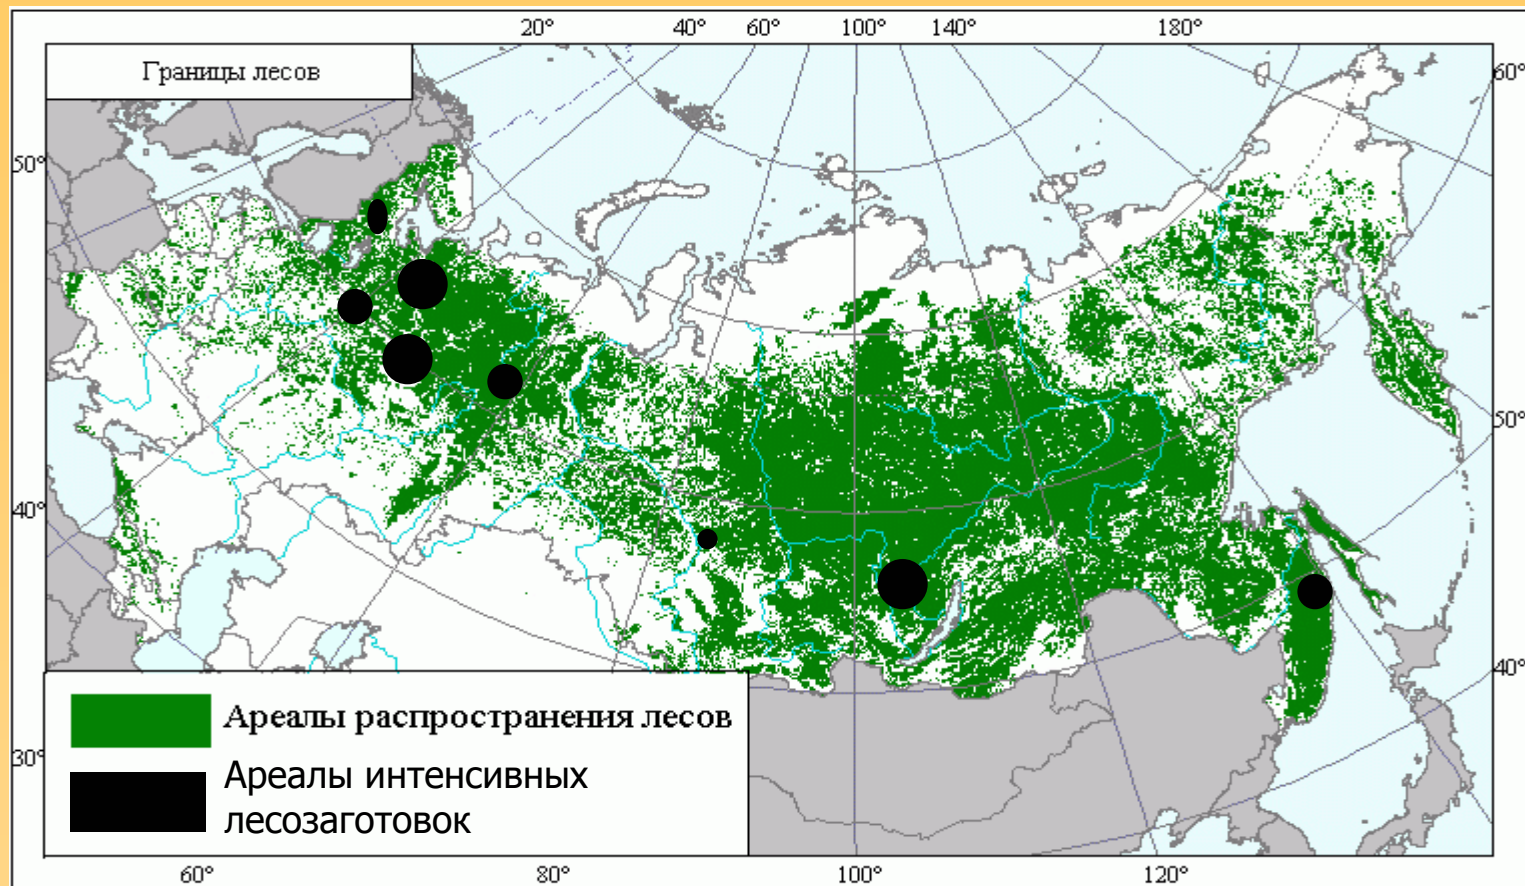 20° 40° 60° 100° 140° 180°
Границы лесов
60°
50°
50°
40°
40°
30°
Ареалы распространения лесов
Ареалы интенсивных
лесозаготовок
60° 80° 100° 120°